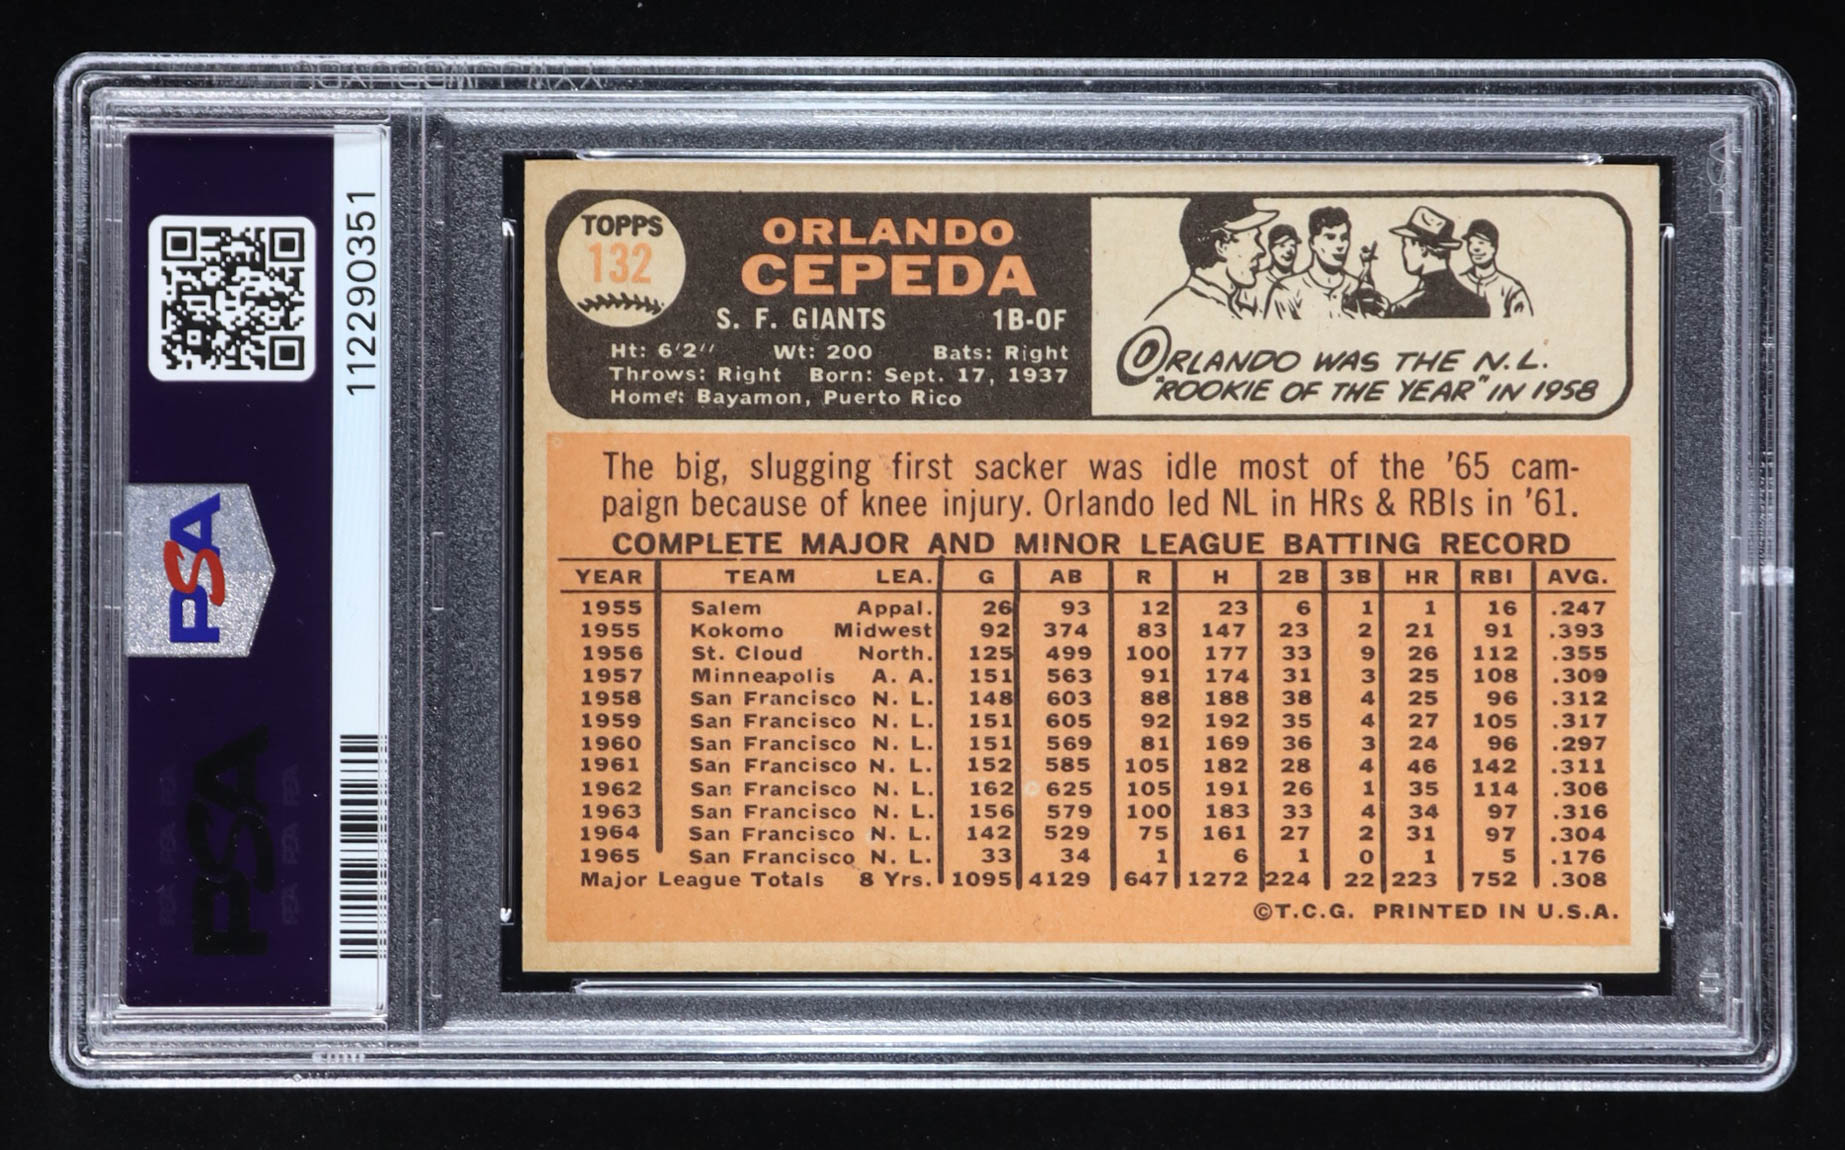 112290351
PSA
PSA
TOPPS
132
ORLANDO
CEPEDA
S. F. GIANTS 1B-OF
Ht: 6'2'' Wt: 200 Bats: Right
Throws: Right Born: Sept. 17, 1937
Home: Bayamon, Puerto Rico
ORLANDO WAS THE N.L.
"ROOKIE OF THE YEAR" IN 1958
The big, slugging first sacker was idle most of the '65 cam-
paign because of knee injury. Orlando led NL in HRs & RBIs in '61.
COMPLETE MAJOR AND MINOR LEAGUE BATTING RECORD
YEAR TEAM LEA. G AB R H 2B 3B HR RBI AVG.
1955 Salem Appal. 26 93 12 23 6 1 1 16 .247
1955 Kokomo Midwest 92 374 83 147 23 2 21 91 .393
1956 St. Cloud North. 125 499 100 177 33 9 26 112 .355
1957 Minneapolis A. A. 151 563 91 174 31 3 25 108 .309
1958 San Francisco N. L. 148 603 88 188 38 4 25 96 .312
1959 San Francisco N. L. 151 605 92 192 35 4 27 105 .317
1960 San Francisco N. L. 151 569 81 169 36 3 24 96 .297
1961 San Francisco N. L. 152 585 105 182 28 4 46 142 .311
1962 San Francisco N. L. 162 625 105 191 26 1 35 114 .306
1963 San Francisco N. L. 156 579 100 183 33 4 34 97 .316
1964 San Francisco N. L. 142 529 75 161 27 2 31 97 .304
1965 San Francisco N. L. 33 34 1 6 1 0 1 5 .176
Major League Totals 8 Yrs. 1095 4129 647 1272 224 22 223 752 .308
©T.C.G. PRINTED IN U.S.A.